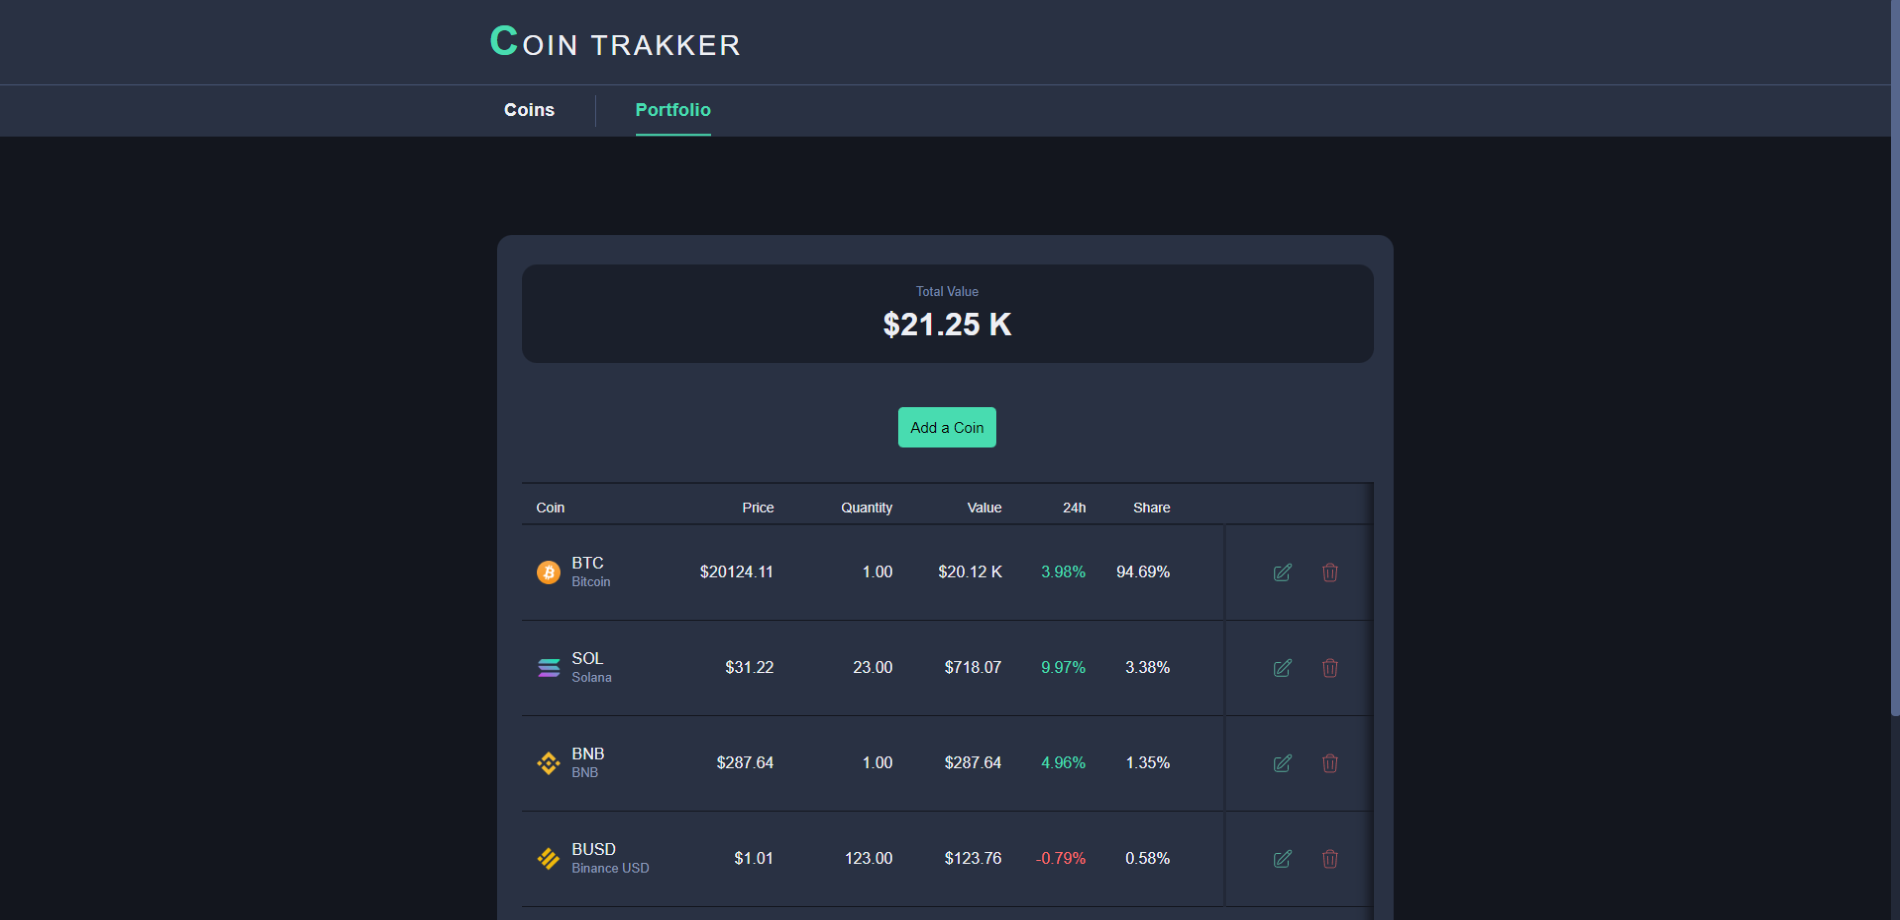 COIN TRAKKER
Coins Portfolio
Total Value
$21.25 K
Add a Coin
Coin Price Quantity Value 24h Share
BTC
Bitcoin
$20124.11 1.00 $20.12 K 3.98% 94.69%
SOL
Solana
$31.22 23.00 $718.07 9.97% 3.38%
BNB
BNB
$287.64 1.00 $287.64 4.96% 1.35%
BUSD
Binance USD
$1.01 123.00 $123.76 -0.79% 0.58%